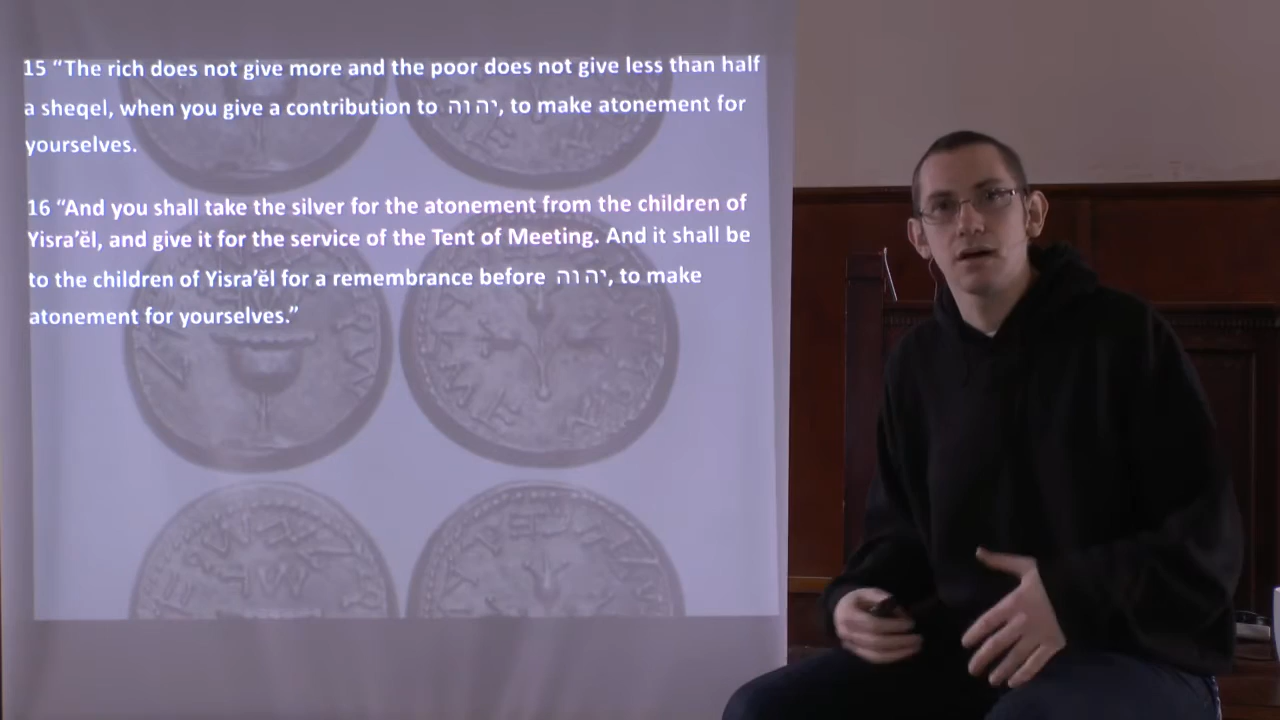 15 “The rich does not give more and the poor does not give less than half
a sheqel, when you give a contribution to יהוה, to make atonement for
yourselves.
16 “And you shall take the silver for the atonement from the children of
Yisra’ĕl, and give it for the service of the Tent of Meeting. And it shall be
to the children of Yisra’ĕl for a remembrance before יהוה, to make
atonement for yourselves.”